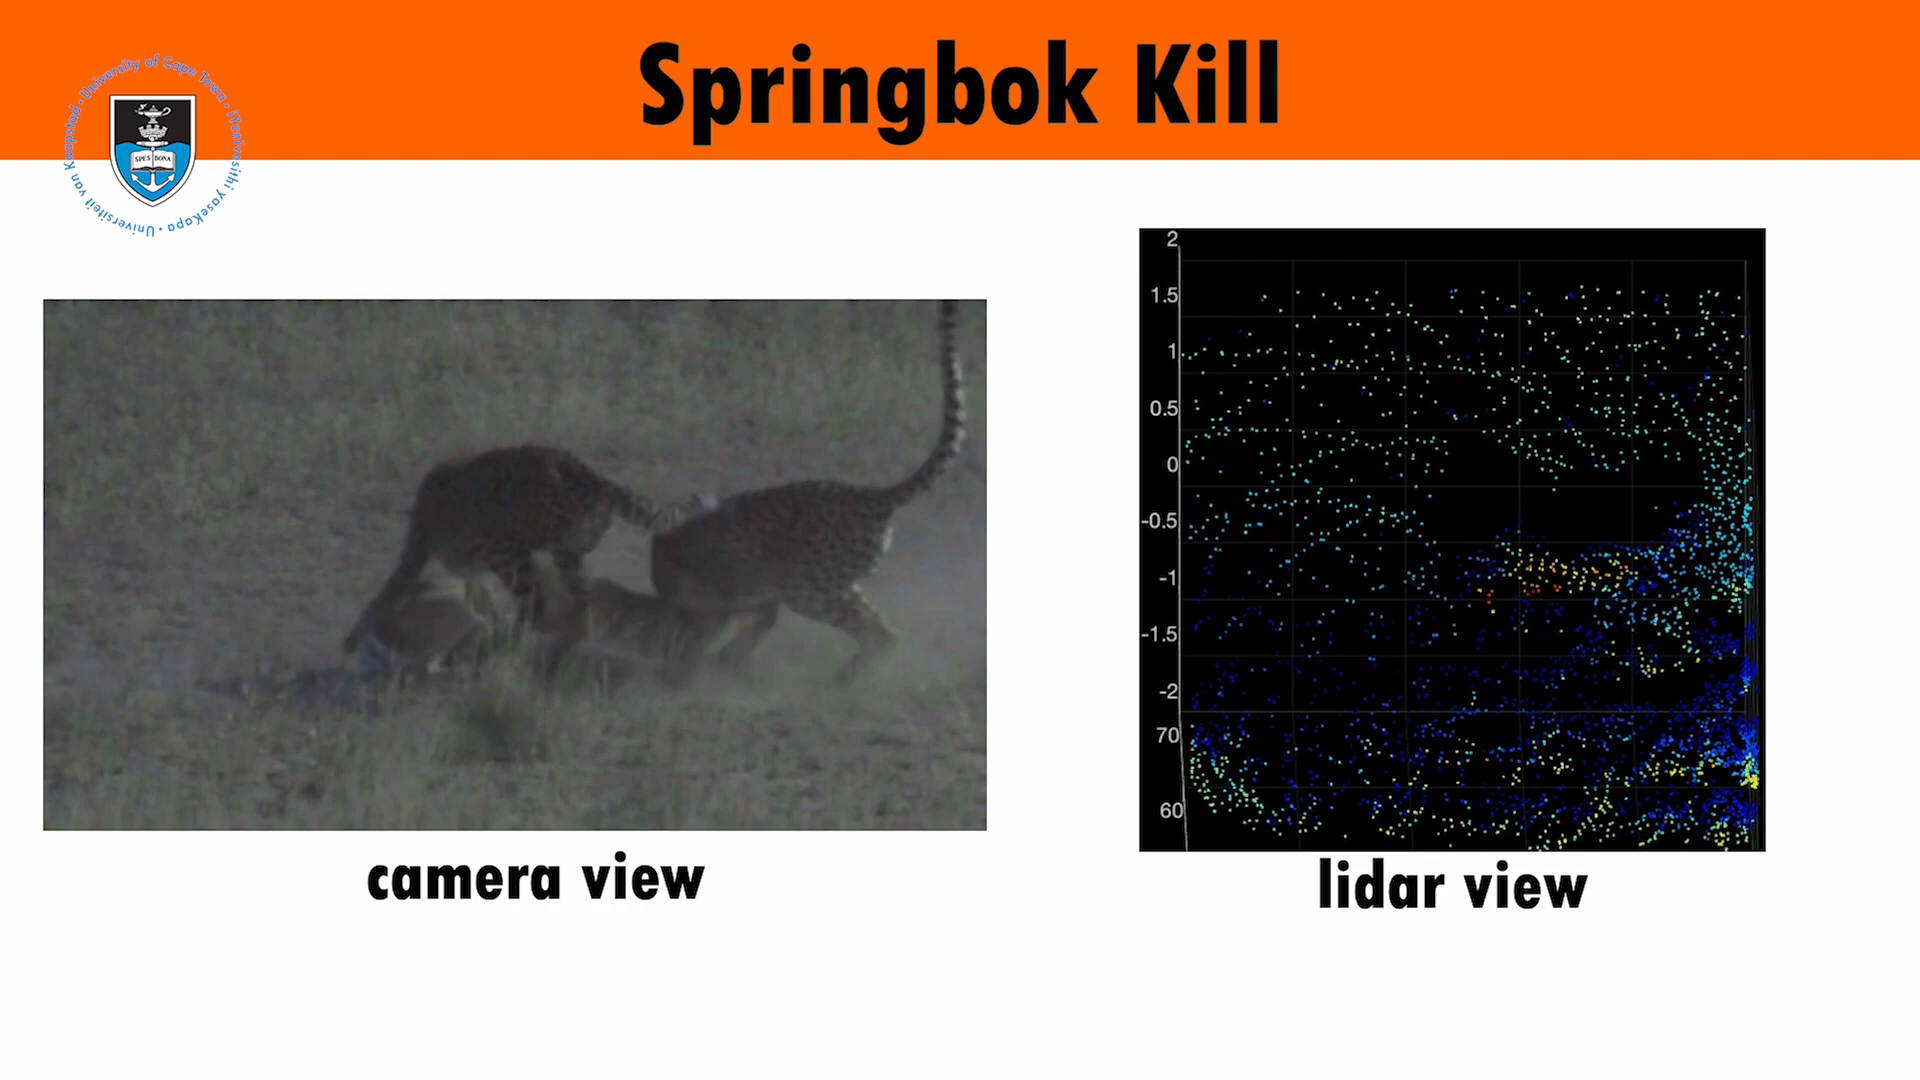 Springbok Kill
University of Cape Town · iYunivesithi yaseKapa · Universiteit van Kaapstad ·
SPES BONA
2
1.5
1
0.5
0
-0.5
-1
-1.5
-2
70
60
camera view
lidar view